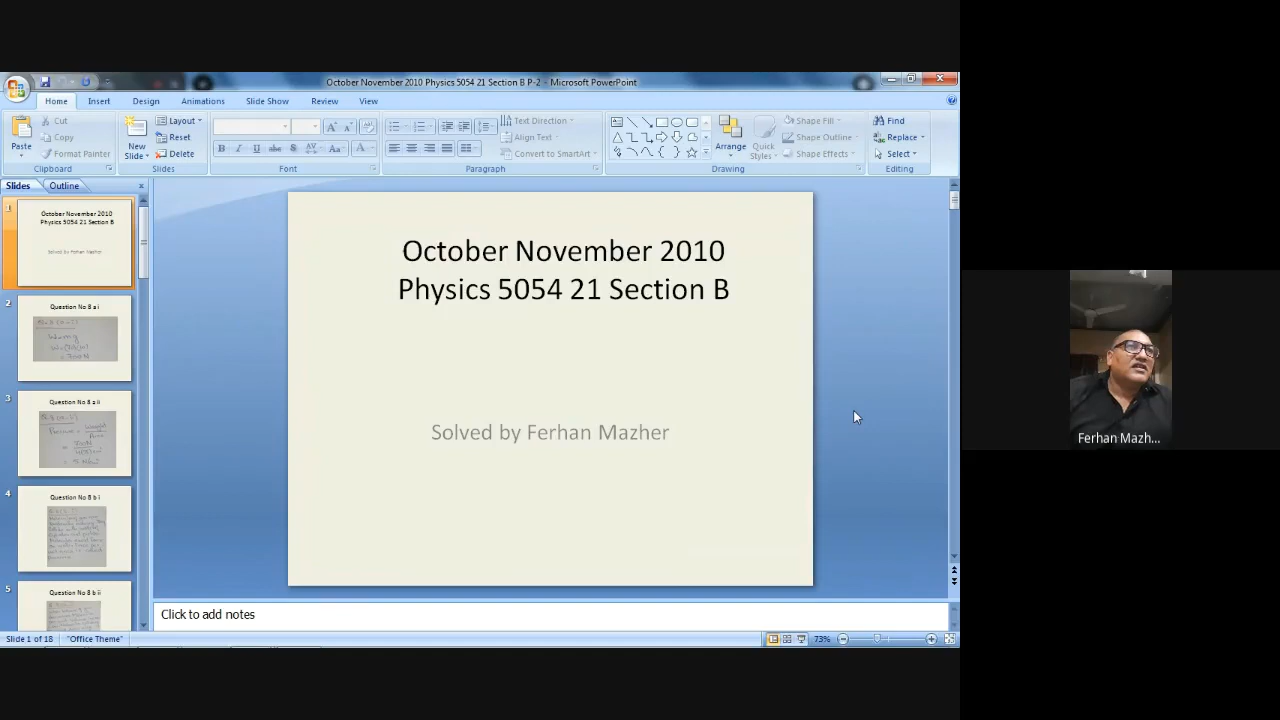 October November 2010 Physics 5054 21 Section B P-2 - Microsoft PowerPoint
Home Insert Design Animations Slide Show Review View
Paste
Cut
Copy
Format Painter
Clipboard
New Slide
Layout
Reset
Delete
Slides
Font
Paragraph
Text Direction
Align Text
Convert to SmartArt
Arrange
Quick Styles
Shape Fill
Shape Outline
Shape Effects
Drawing
Find
Replace
Select
Editing
Slides Outline
1
October November 2010
Physics 5054 21 Section B
Solved by Ferhan Mazher
2
Question No 8 a i
3
Question No 8 a ii
4
Question No 8 b i
5
Question No 8 b ii
October November 2010
Physics 5054 21 Section B
Solved by Ferhan Mazher
Click to add notes
Slide 1 of 18 "Office Theme" 73%
Ferhan Mazh...